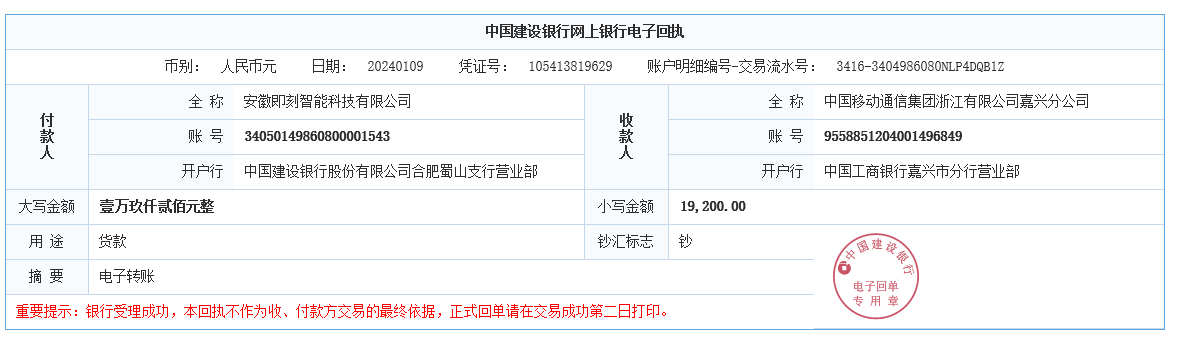 中国建设银行网上银行电子回执
币别： 人民币元 日期： 20240109 凭证号： 105413819629 账户明细编号-交易流水号： 3416-3404986080NLP4DQB1Z
付款人 全 称 安徽即刻智能科技有限公司 收款人 全 称 中国移动通信集团浙江有限公司嘉兴分公司
账 号 34050149860800001543 账 号 9558851204001496849
开户行 中国建设银行股份有限公司合肥蜀山支行营业部 开户行 中国工商银行嘉兴市分行营业部
大写金额 壹万玖仟贰佰元整 小写金额 19,200.00
用 途 货款 钞汇标志 钞
摘 要 电子转账
重要提示：银行受理成功，本回执不作为收、付款方交易的最终依据，正式回单请在交易成功第二日打印。
中国建设银行
电子回单
专用章